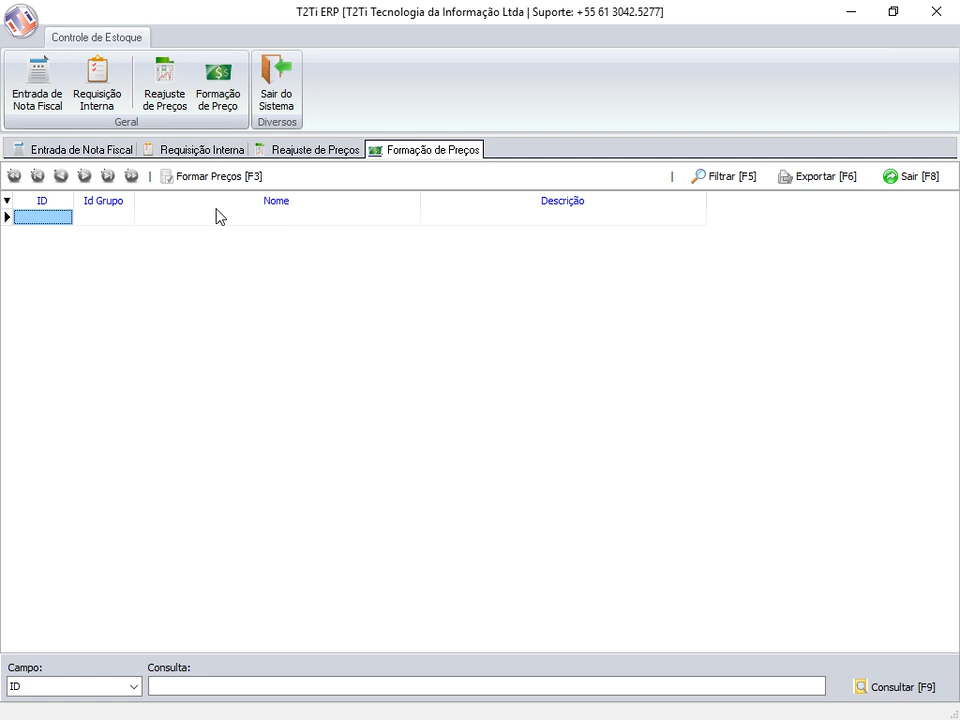 T2Ti ERP [T2Ti Tecnologia da Informação Ltda | Suporte: +55 61 3042.5277]
Controle de Estoque
Entrada de Nota Fiscal
Requisição Interna
Reajuste de Preços
Formação de Preço
Sair do Sistema
Geral
Diversos
Entrada de Nota Fiscal
Requisição Interna
Reajuste de Preços
Formação de Preços
| Formar Preços [F3]
| Filtrar [F5]
Exportar [F6]
Sair [F8]
ID
Id Grupo
Nome
Descrição
Campo:
Consulta:
ID
Consultar [F9]